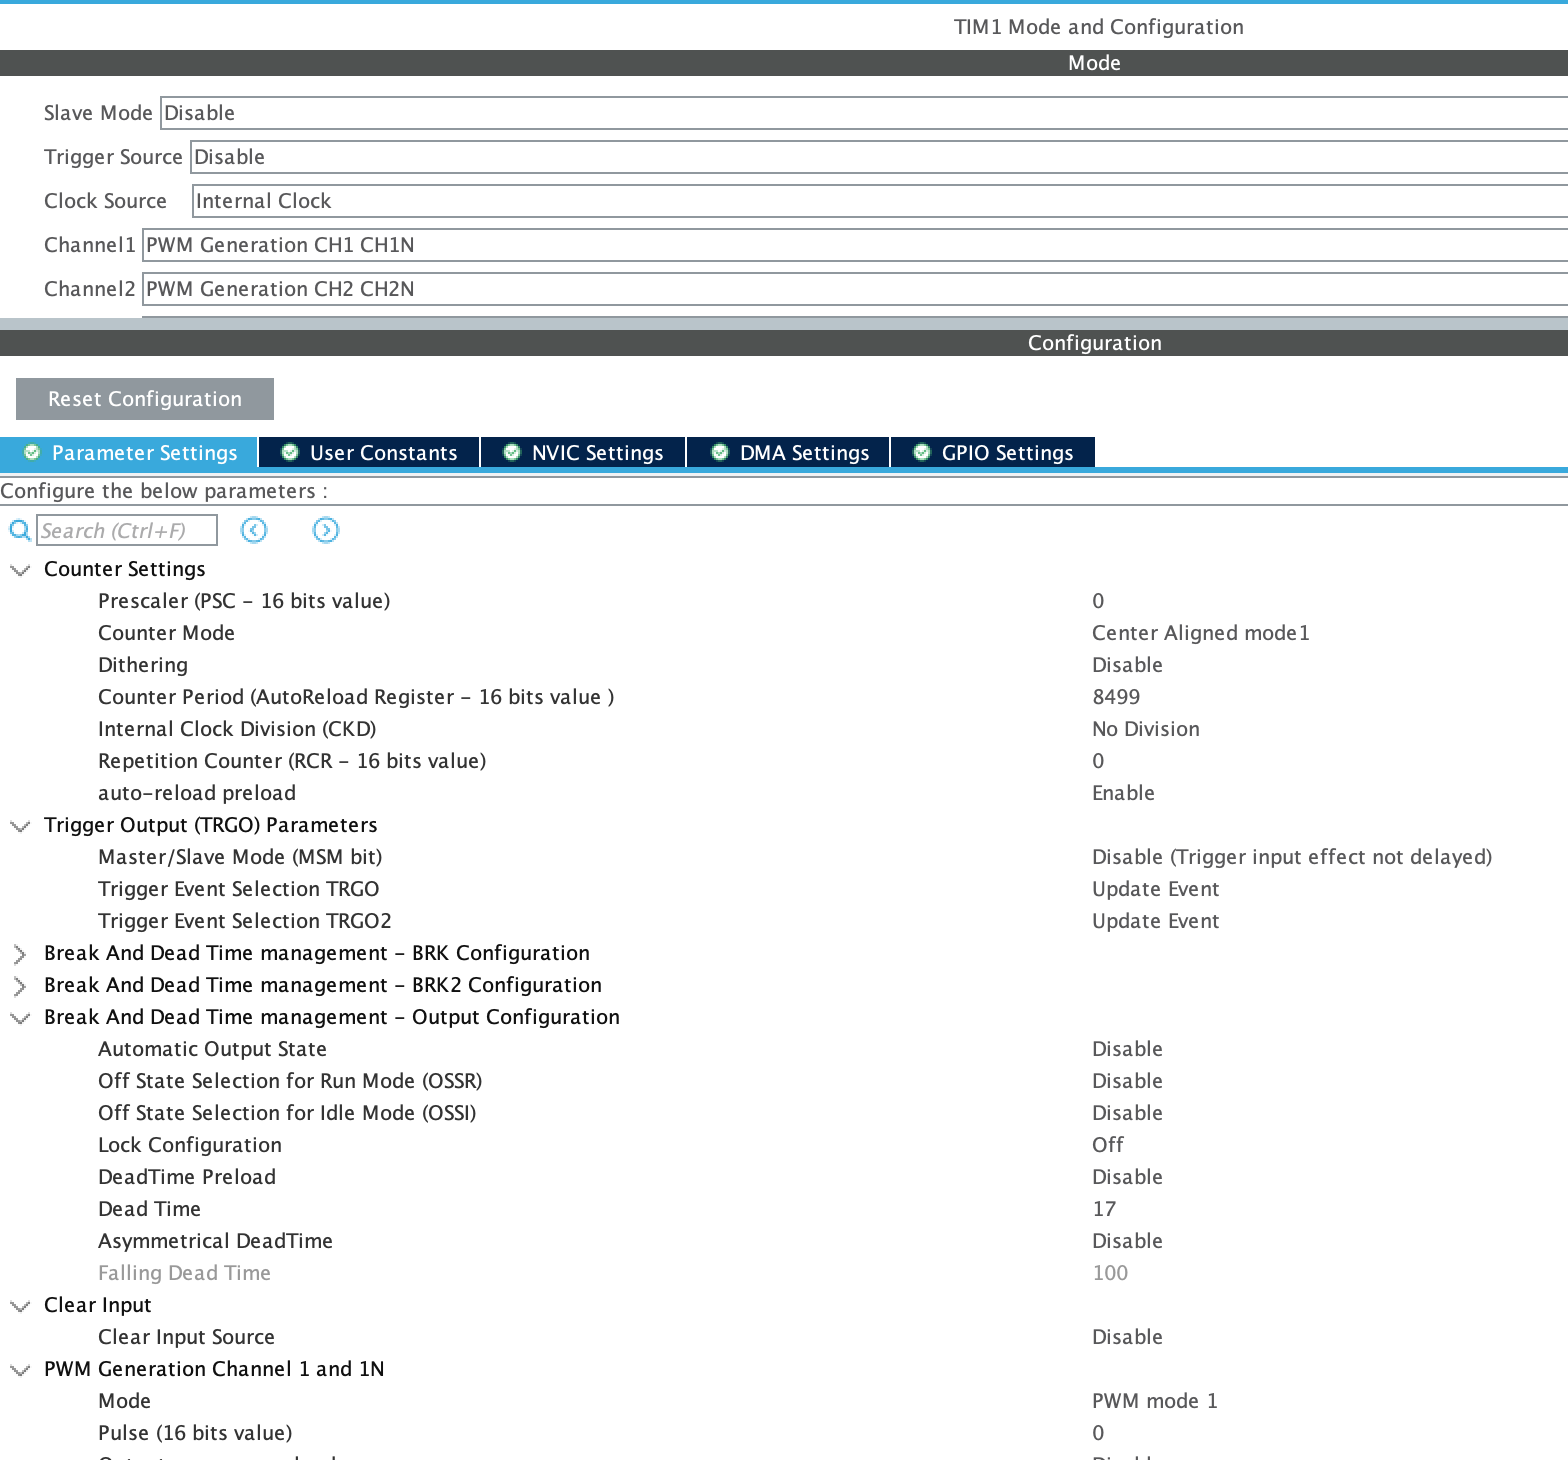 TIM1 Mode and Configuration
Mode
Slave Mode Disable
Trigger Source Disable
Clock Source Internal Clock
Channel1 PWM Generation CH1 CH1N
Channel2 PWM Generation CH2 CH2N
Configuration
Reset Configuration
Parameter Settings User Constants NVIC Settings DMA Settings GPIO Settings
Configure the below parameters :
Search (Ctrl+F)
Counter Settings
Prescaler (PSC - 16 bits value) 0
Counter Mode Center Aligned mode1
Dithering Disable
Counter Period (AutoReload Register - 16 bits value ) 8499
Internal Clock Division (CKD) No Division
Repetition Counter (RCR - 16 bits value) 0
auto-reload preload Enable
Trigger Output (TRGO) Parameters
Master/Slave Mode (MSM bit) Disable (Trigger input effect not delayed)
Trigger Event Selection TRGO Update Event
Trigger Event Selection TRGO2 Update Event
Break And Dead Time management - BRK Configuration
Break And Dead Time management - BRK2 Configuration
Break And Dead Time management - Output Configuration
Automatic Output State Disable
Off State Selection for Run Mode (OSSR) Disable
Off State Selection for Idle Mode (OSSI) Disable
Lock Configuration Off
DeadTime Preload Disable
Dead Time 17
Asymmetrical DeadTime Disable
Falling Dead Time 100
Clear Input
Clear Input Source Disable
PWM Generation Channel 1 and 1N
Mode PWM mode 1
Pulse (16 bits value) 0